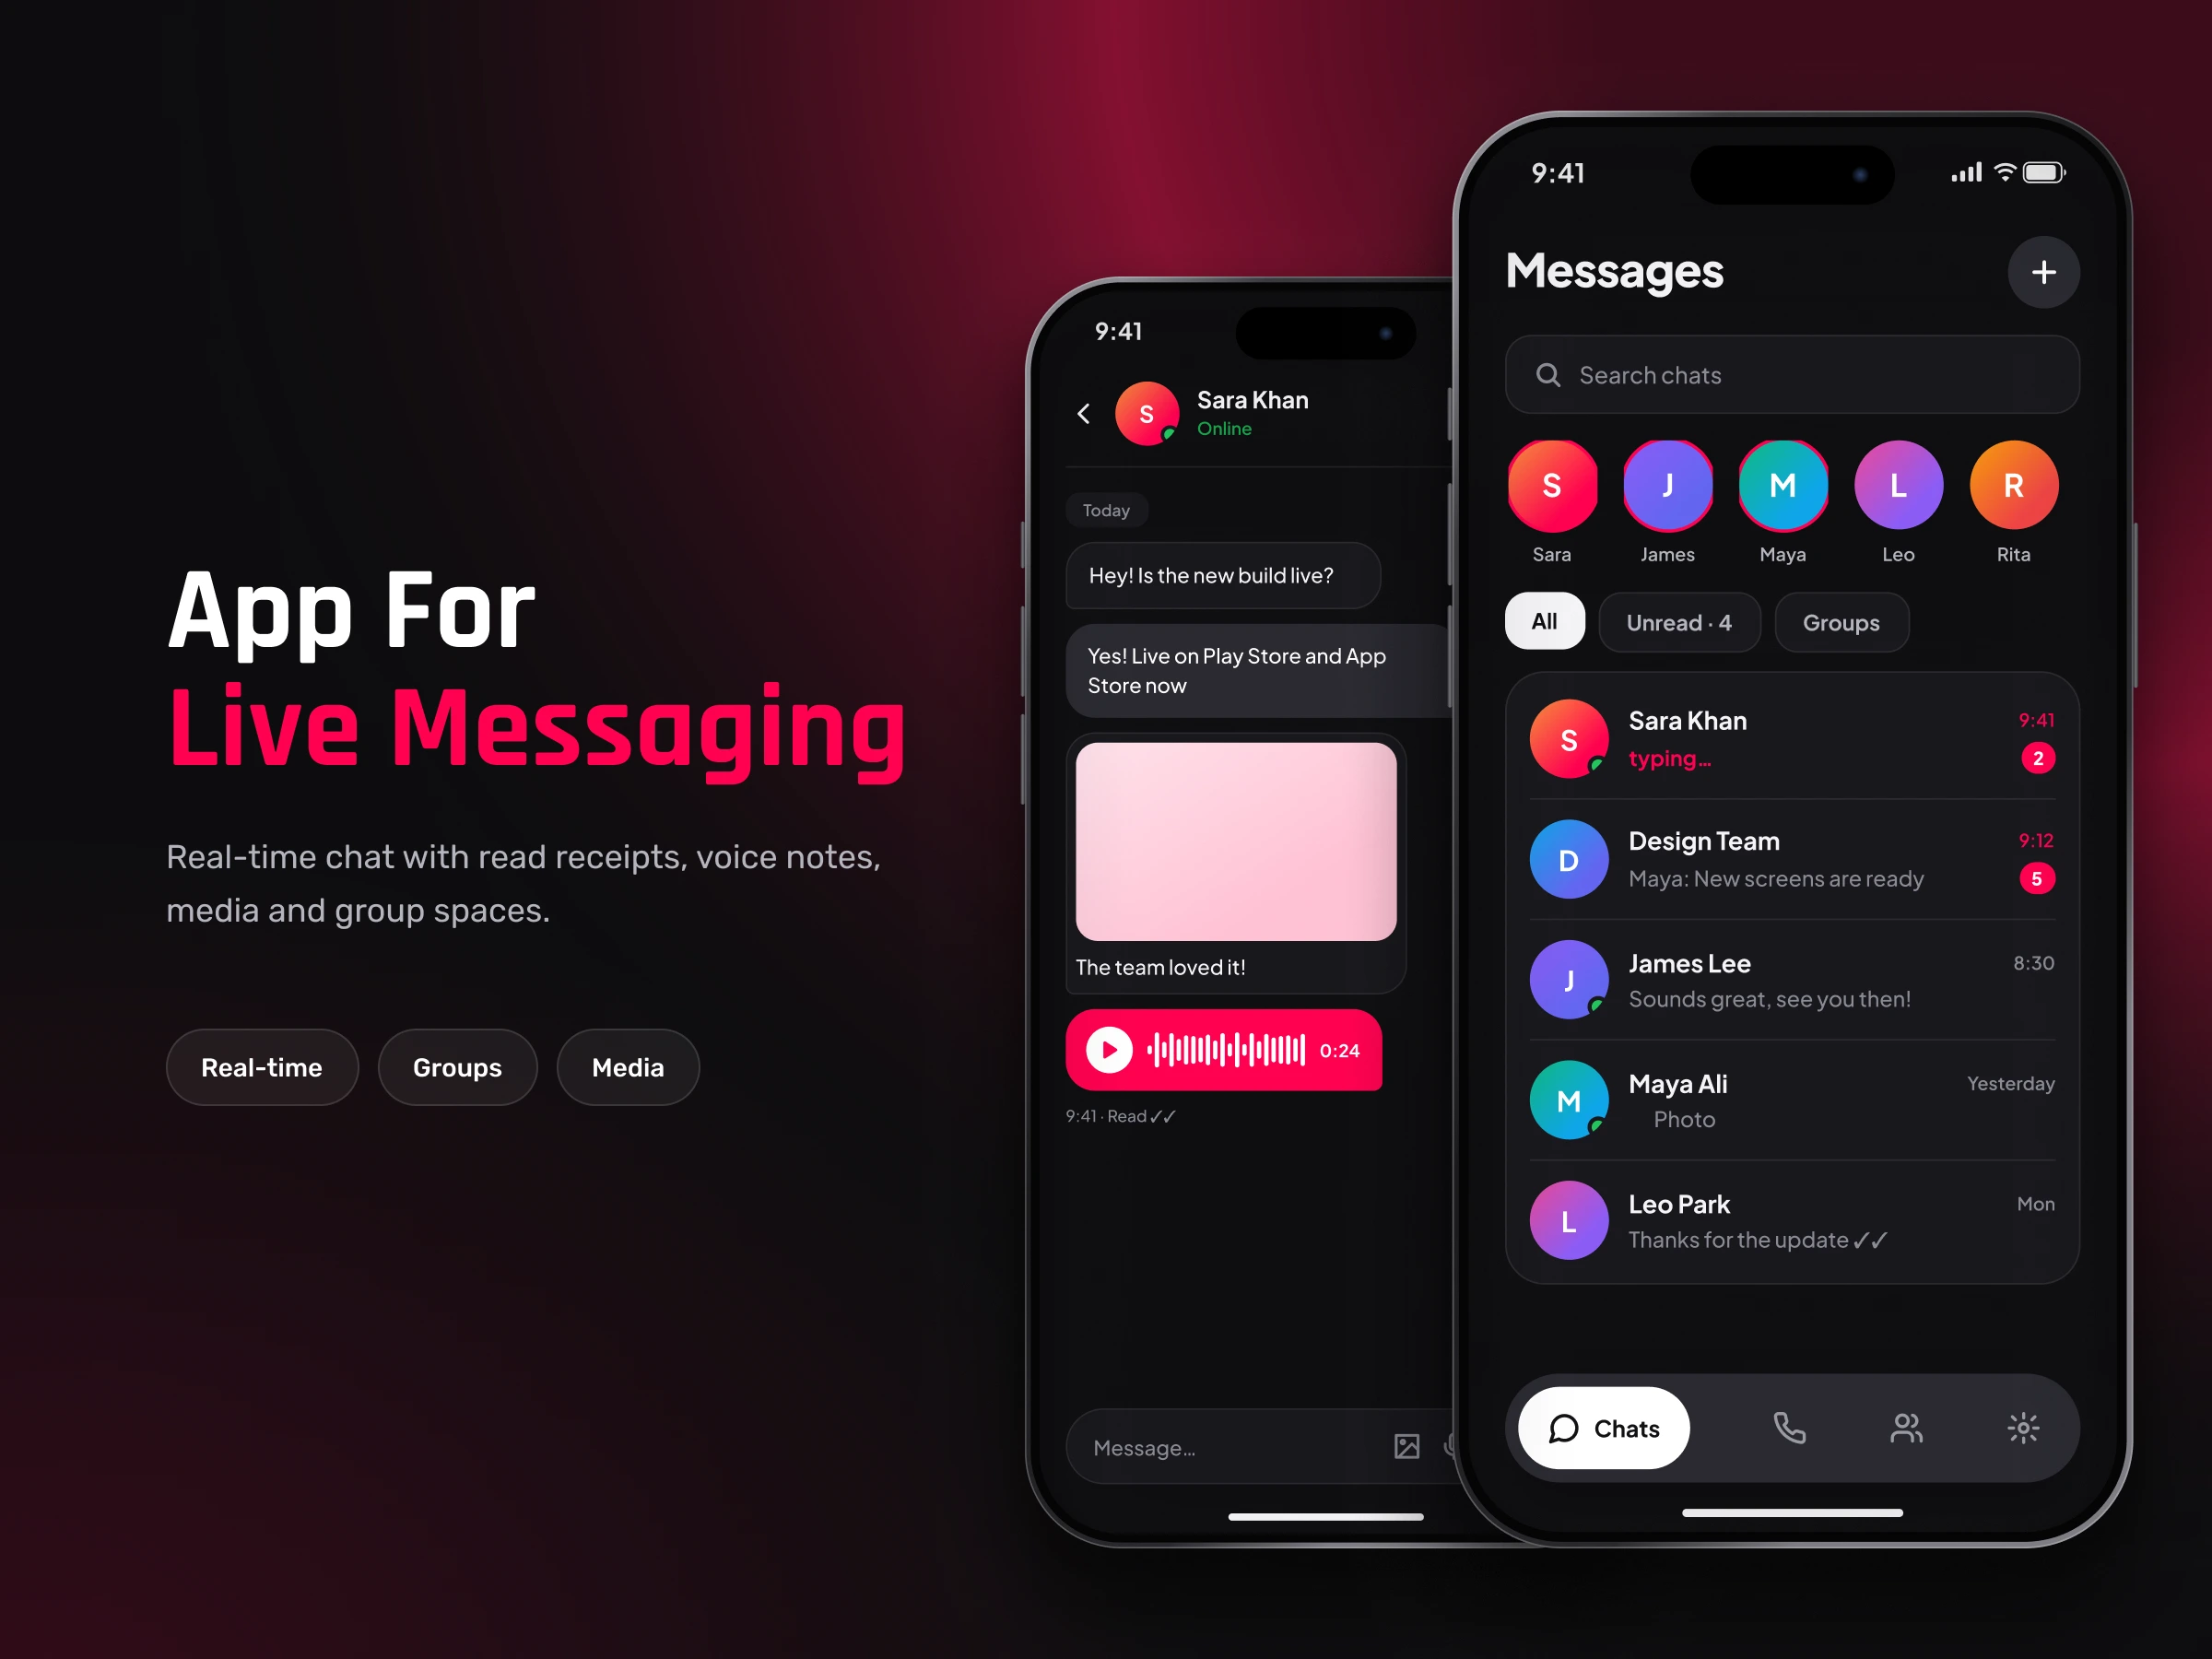 App For
Live Messaging
Real-time chat with read receipts, voice notes,
media and group spaces.
Real-time
Groups
Media
9:41
S
Sara Khan
Online
Today
Hey! Is the new build live?
Yes! Live on Play Store and App
Store now
The team loved it!
0:24
9:41 · Read ✓✓
Message...
9:41
Messages
Search chats
S
J
M
L
R
Sara
James
Maya
Leo
Rita
All
Unread · 4
Groups
S
Sara Khan
9:41
typing...
2
D
Design Team
9:12
Maya: New screens are ready
5
J
James Lee
8:30
Sounds great, see you then!
M
Maya Ali
Yesterday
Photo
L
Leo Park
Mon
Thanks for the update ✓✓
Chats